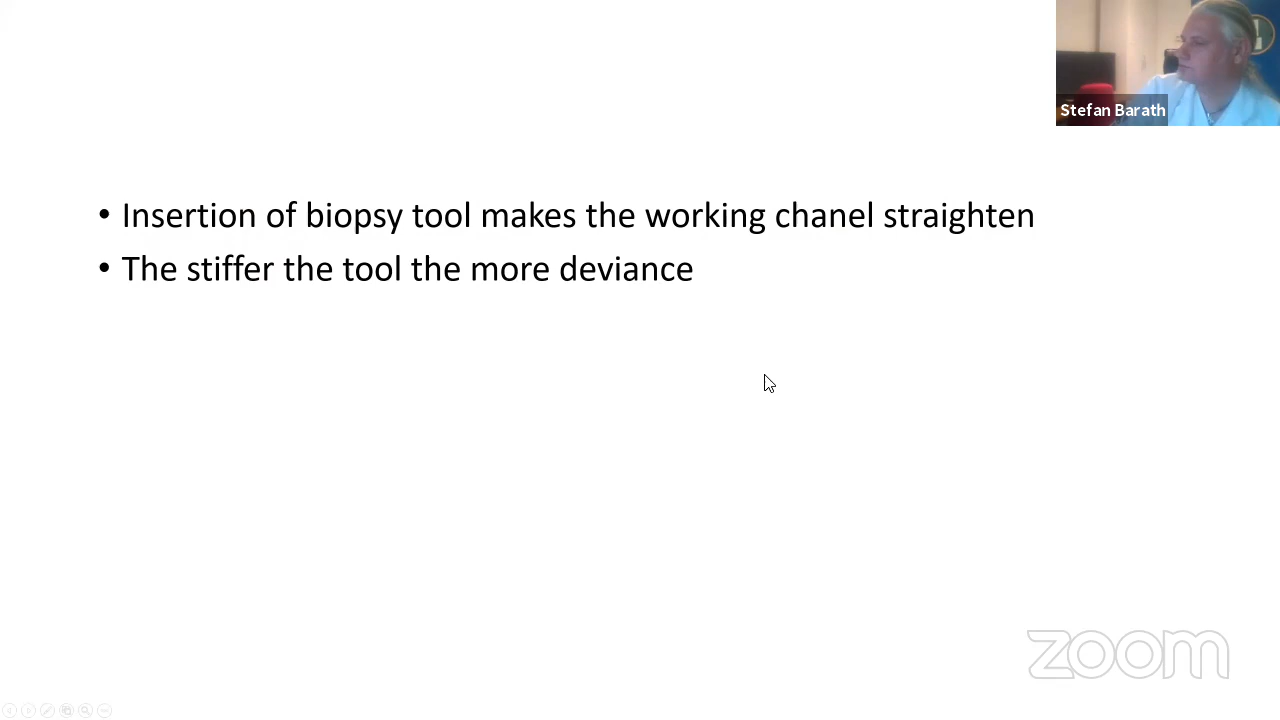 Stefan Barath
• Insertion of biopsy tool makes the working chanel straighten
• The stiffer the tool the more deviance
zoom